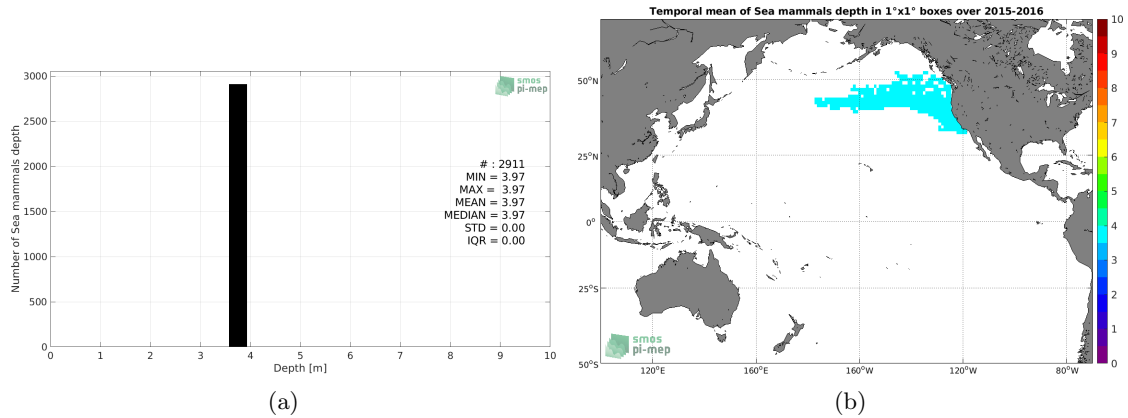 Temporal mean of Sea mammals depth in 1°x1° boxes over 2015-2016
3000
2500
2000
1500
1000
500
0
Number of Sea mammals depth
smos
pi-mep
# : 2911
MIN = 3.97
MAX = 3.97
MEAN = 3.97
MEDIAN = 3.97
STD = 0.00
IQR = 0.00
0 1 2 3 4 5 6 7 8 9 10
Depth [m]
(a)
50°N
25°N
0°
25°S
50°S
120°E 160°E 160°W 120°W 80°W
smos
pi-mep
10
9
8
7
6
5
4
3
2
1
0
(b)